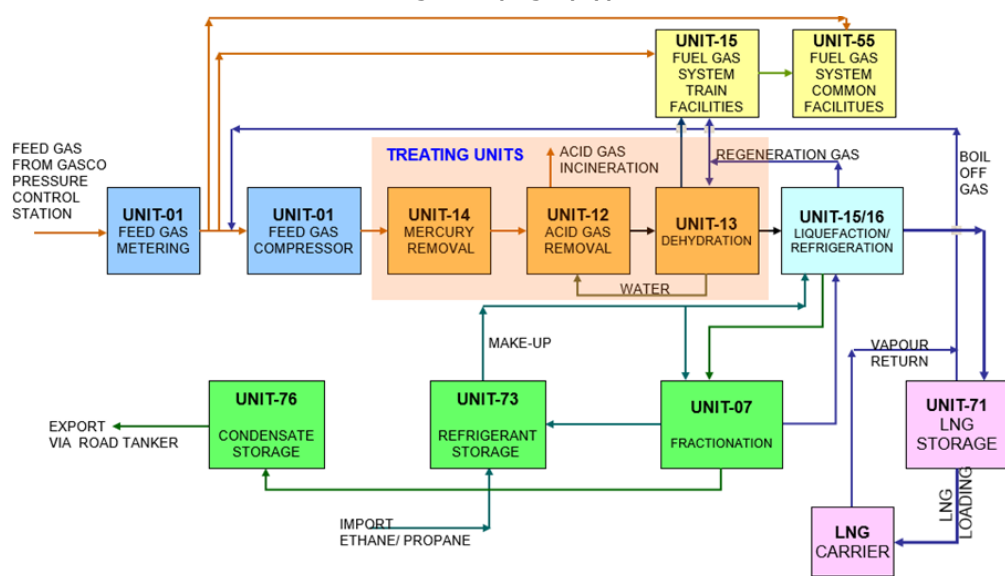 UNIT-15
FUEL GAS
SYSTEM
TRAIN
FACILITIES
UNIT-55
FUEL GAS
SYSTEM
COMMON
FACILITUES
FEED GAS
FROM GASCO
PRESSURE
CONTROL
STATION
TREATING UNITS
ACID GAS
INCINERATION
REGENERATION GAS
BOIL
OFF
GAS
UNIT-01
FEED GAS
METERING
UNIT-01
FEED GAS
COMPRESSOR
UNIT-14
MERCURY
REMOVAL
UNIT-12
ACID GAS
REMOVAL
UNIT-13
DEHYDRATION
UNIT-15/16
LIQUEFACTION/
REFRIGERATION
WATER
MAKE-UP
VAPOUR
RETURN
UNIT-76
CONDENSATE
STORAGE
UNIT-73
REFRIGERANT
STORAGE
UNIT-07
FRACTIONATION
UNIT-71
LNG
STORAGE
EXPORT
VIA ROAD TANKER
IMPORT
ETHANE/ PROPANE
LNG
LOADING
LNG
CARRIER